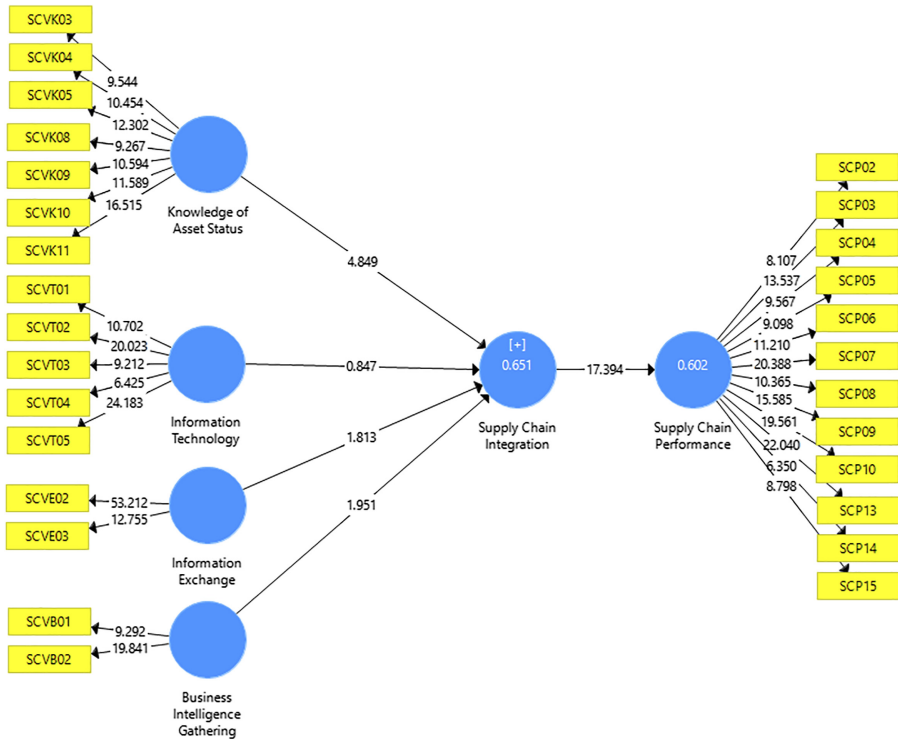 SCVK03
SCVK04
SCVK05
SCVK08
SCVK09
SCVK10
SCVK11
9.544
10.454
12.302
9.267
10.594
11.589
16.515
Knowledge of
Asset Status
SCVT01
SCVT02
SCVT03
SCVT04
SCVT05
10.702
20.023
9.212
6.425
24.183
Information
Technology
SCVE02
SCVE03
53.212
12.755
Information
Exchange
SCVB01
SCVB02
9.292
19.841
Business
Intelligence
Gathering
4.849
0.847
1.813
1.951
[+]
0.651
Supply Chain
Integration
17.394
0.602
Supply Chain
Performance
8.107
13.537
9.567
9.098
11.210
20.388
10.365
15.585
19.561
22.040
6.350
8.798
SCP02
SCP03
SCP04
SCP05
SCP06
SCP07
SCP08
SCP09
SCP10
SCP13
SCP14
SCP15